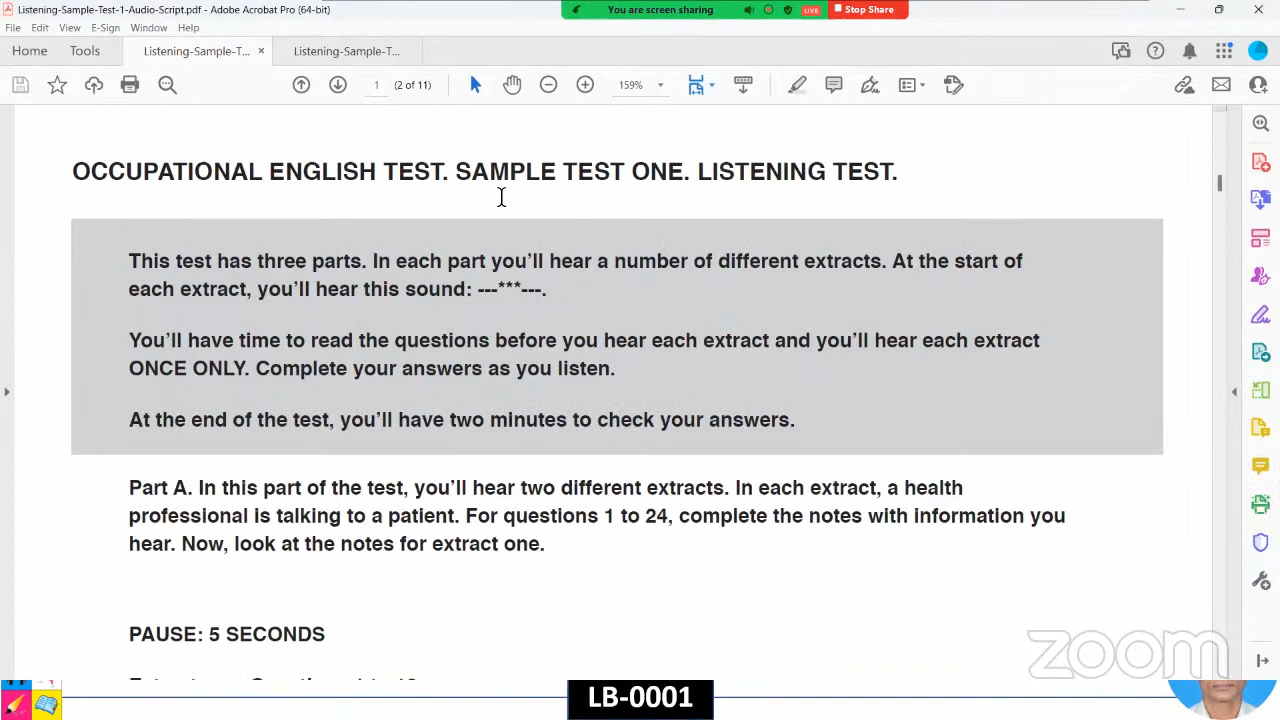 Listening-Sample-Test-1-Audio-Script.pdf - Adobe Acrobat Pro (64-bit)
You are screen sharing
LIVE
Stop Share
File Edit View E-Sign Window Help
Home Tools Listening-Sample-T... × Listening-Sample-T...
1 (2 of 11) 159%
OCCUPATIONAL ENGLISH TEST. SAMPLE TEST ONE. LISTENING TEST.
This test has three parts. In each part you’ll hear a number of different extracts. At the start of
each extract, you’ll hear this sound: ---***---.
You’ll have time to read the questions before you hear each extract and you’ll hear each extract
ONCE ONLY. Complete your answers as you listen.
At the end of the test, you’ll have two minutes to check your answers.
Part A. In this part of the test, you’ll hear two different extracts. In each extract, a health
professional is talking to a patient. For questions 1 to 24, complete the notes with information you
hear. Now, look at the notes for extract one.
PAUSE: 5 SECONDS
zoom
LB-0001